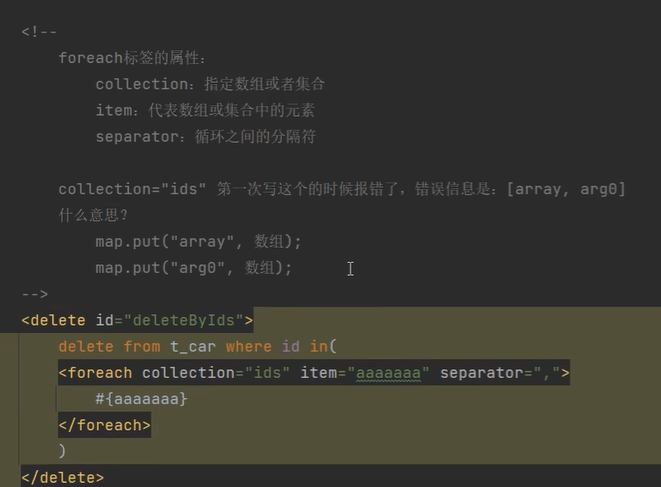 <!--
foreach标签的属性:
collection：指定数组或者集合
item：代表数组或集合中的元素
separator：循环之间的分隔符
collection="ids" 第一次写这个的时候报错了，错误信息是：[array, arg0]
什么意思？
map.put("array", 数组);
map.put("arg0", 数组);
-->
<delete id="deleteByIds">
delete from t_car where id in(
<foreach collection="ids" item="aaaaaaa" separator=",">
#{aaaaaaa}
</foreach>
)
</delete>